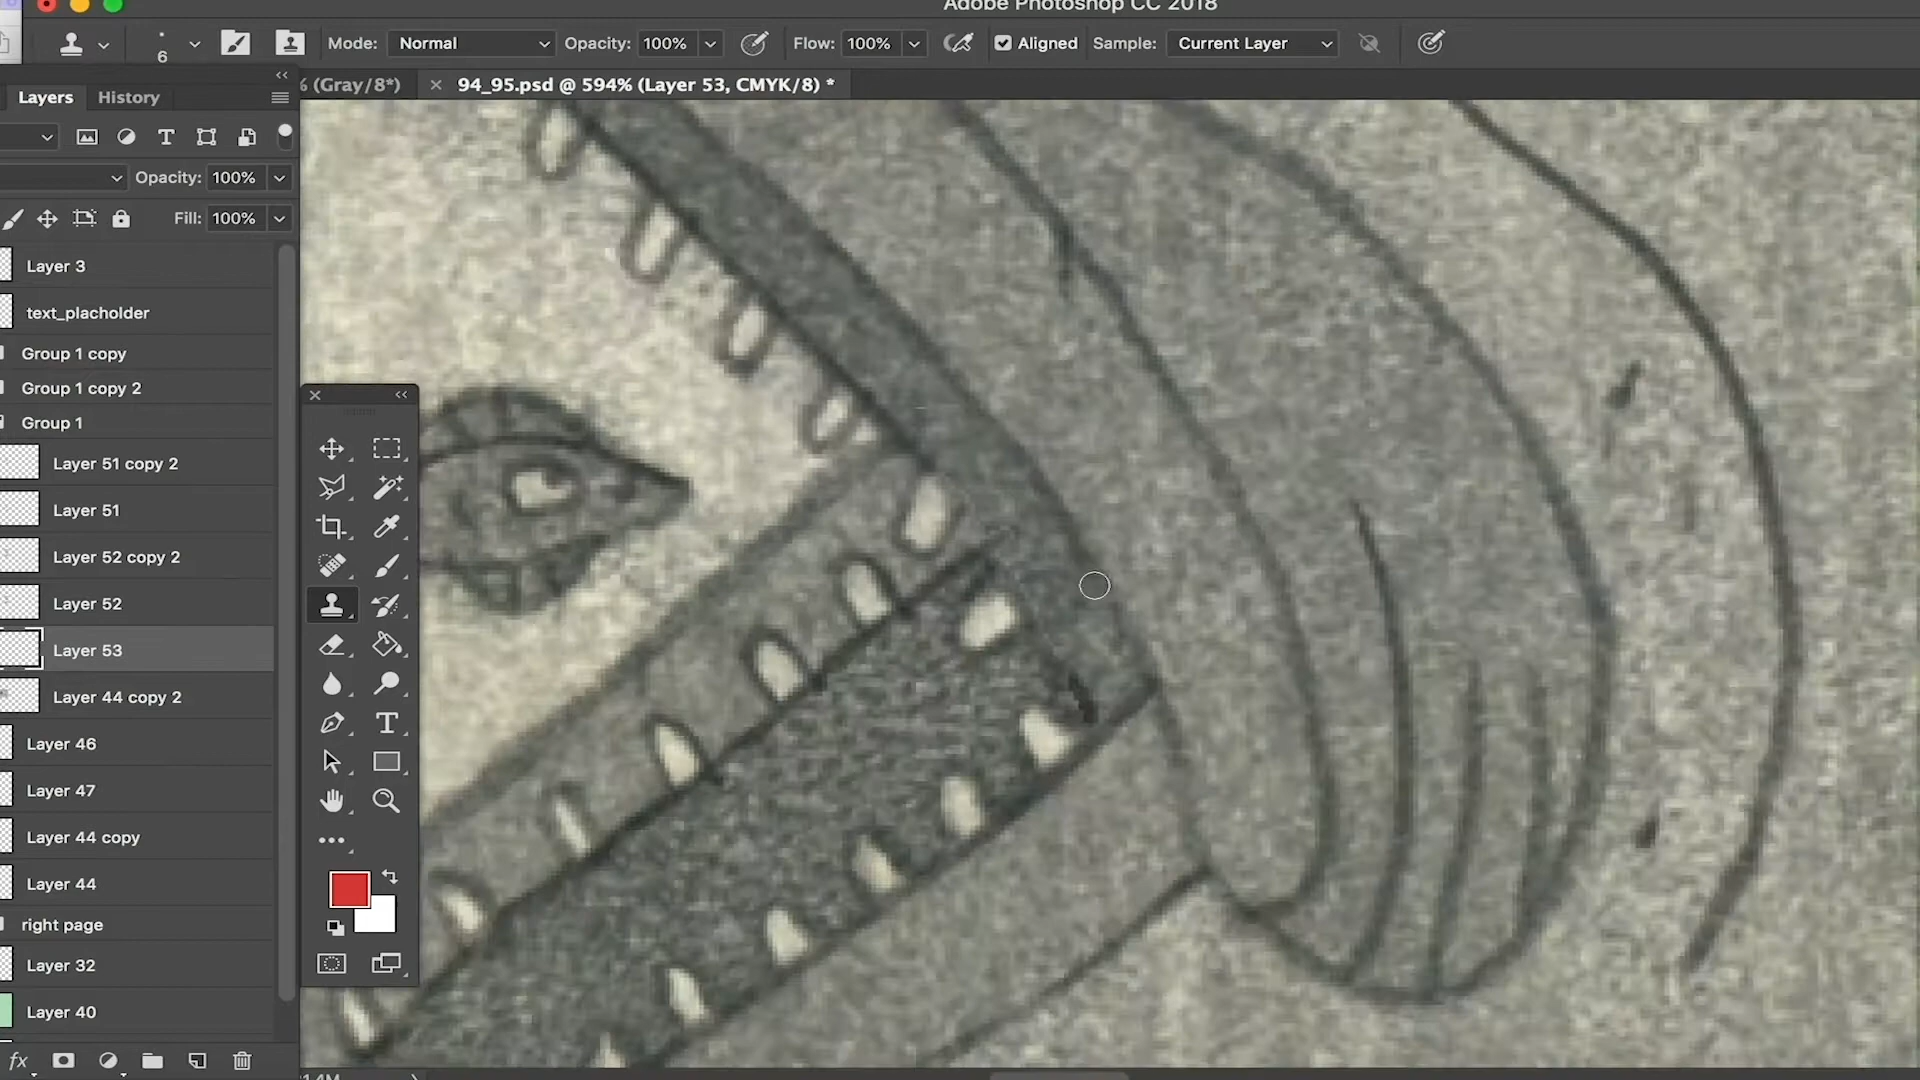 Adobe Photoshop CC 2018
6
Mode: Normal Opacity: 100% Flow: 100% Aligned Sample: Current Layer
% (Gray/8*) 94_95.psd @ 594% (Layer 53, CMYK/8) *
Layers History
Opacity: 100%
Fill: 100%
Layer 3
text_placholder
Group 1 copy
Group 1 copy 2
Group 1
Layer 51 copy 2
Layer 51
Layer 52 copy 2
Layer 52
Layer 53
Layer 44 copy 2
Layer 46
Layer 47
Layer 44 copy
Layer 44
right page
Layer 32
Layer 40
fx